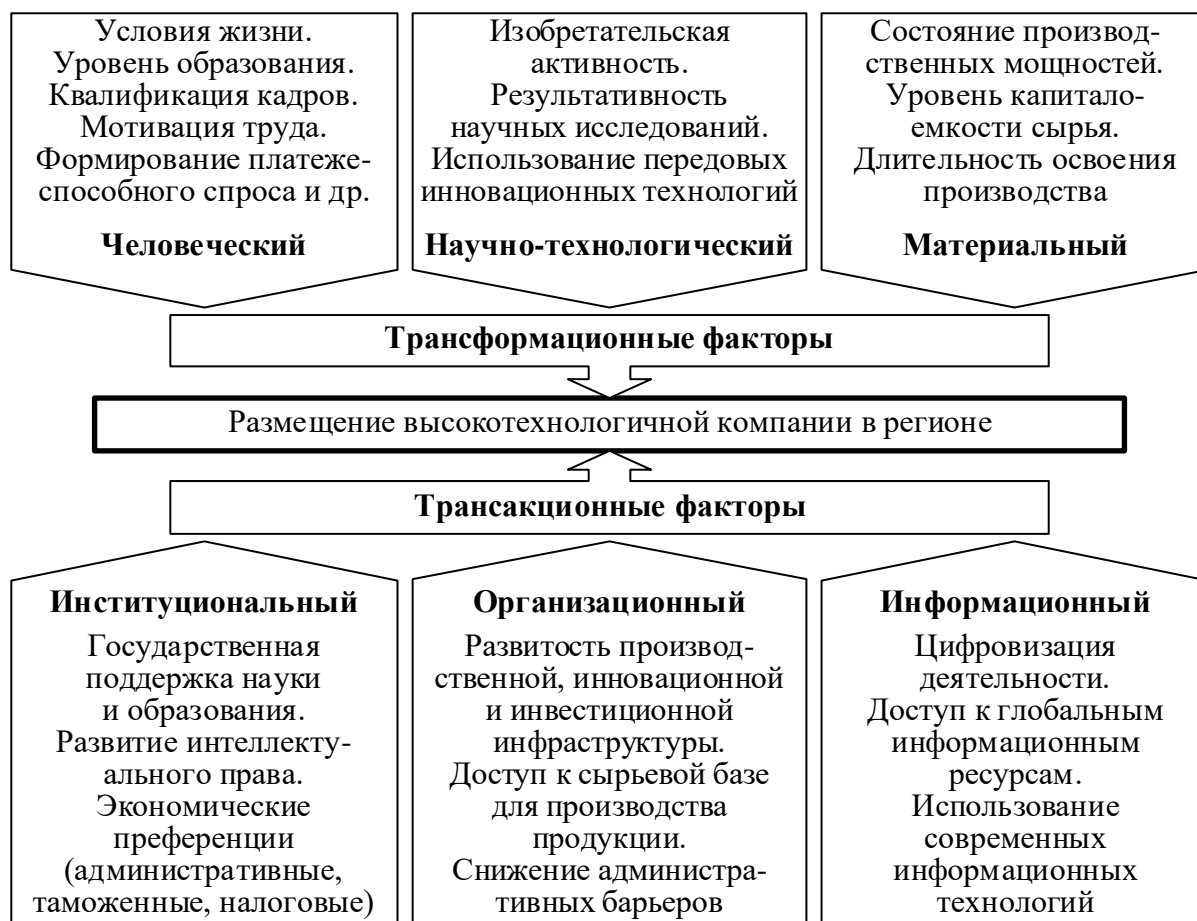 Условия жизни.
Уровень образования.
Квалификация кадров.
Мотивация труда.
Формирование платеже-
способного спроса и др.
Человеческий
Изобретательская
активность.
Результативность
научных исследований.
Использование передовых
инновационных технологий
Научно-технологический
Состояние производ-
ственных мощностей.
Уровень капитало-
емкости сырья.
Длительность освоения
производства
Материальный
Трансформационные факторы
Размещение высокотехнологичной компании в регионе
Трансакционные факторы
Институциональный
Государственная
поддержка науки
и образования.
Развитие интеллекту-
ального права.
Экономические
преференции
(административные,
таможенные, налоговые)
Организационный
Развитость производ-
ственной, инновационной
и инвестиционной
инфраструктуры.
Доступ к сырьевой базе
для производства
продукции.
Снижение администра-
тивных барьеров
Информационный
Цифровизация
деятельности.
Доступ к глобальным
информационным
ресурсам.
Использование
современных
информационных
технологий